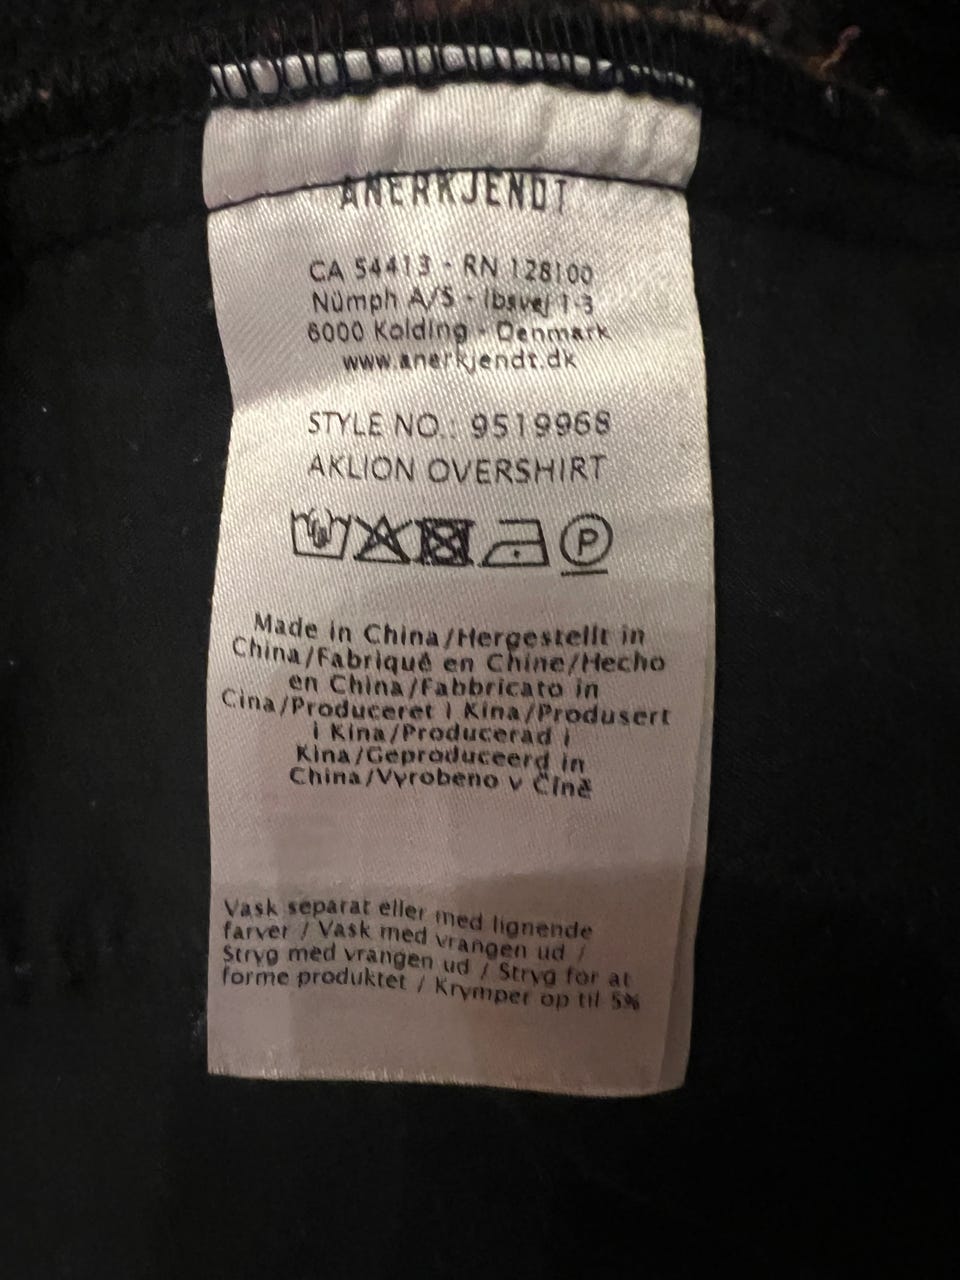 ANERKJENDT
CA 54413 - RN 128100
Nümph A/S - Ibsvej 1-3
6000 Kolding - Denmark
www.anerkjendt.dk
STYLE NO.: 9519968
AKLION OVERSHIRT
P
Made in China/Hergestellt in
China/Fabriqué en Chine/Hecho
en China/Fabbricato in
Cina/Produceret i Kina/Produsert
i Kina/Producerad i
Kina/Geproduceerd in
China/Vyrobeno v Číně
Vask separat eller med lignende
farver / Vask med vrangen ud /
Stryg med vrangen ud / Stryg for at
forme produktet / Krymper op til 5%